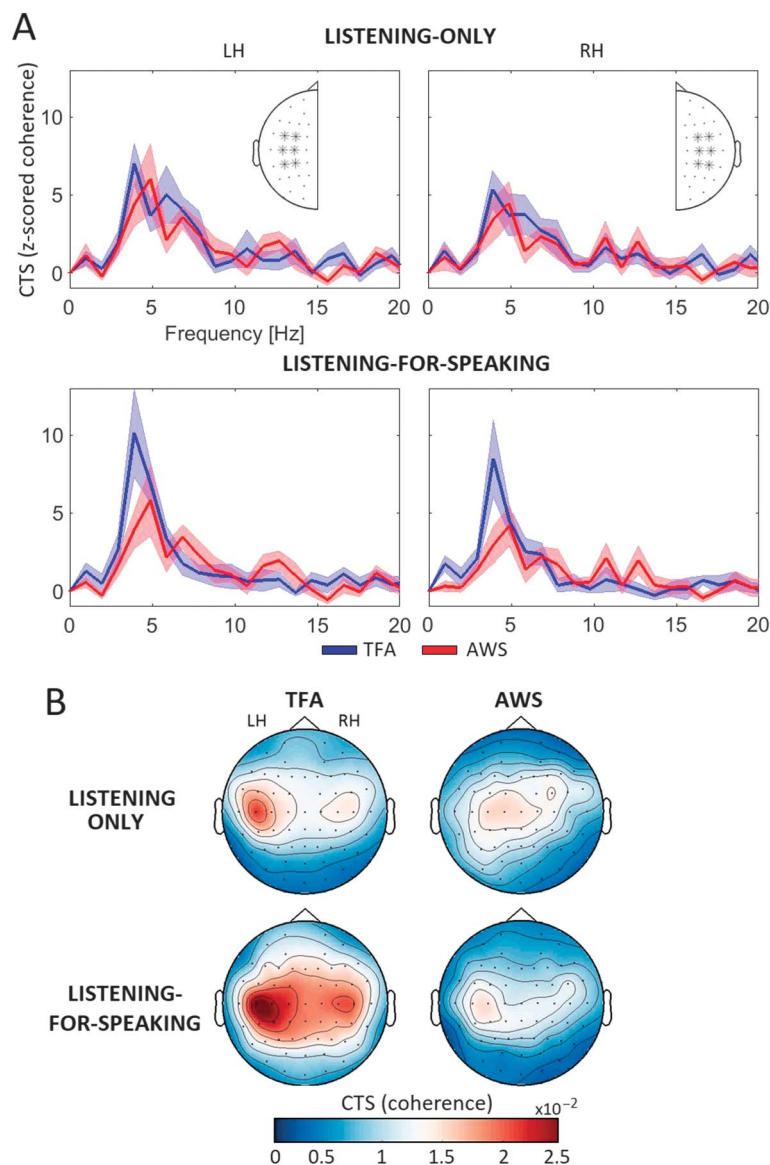 A
LISTENING-ONLY
LH
RH
CTS (z-scored coherence)
10
5
0
0 5 10 15 20
0 5 10 15 20
Frequency [Hz]
LISTENING-FOR-SPEAKING
10
5
0
0 5 10 15 20
0 5 10 15 20
TFA
AWS
B
TFA
AWS
LH
RH
LISTENING
ONLY
LISTENING-
FOR-SPEAKING
CTS (coherence)
x10−2
0 0.5 1 1.5 2 2.5